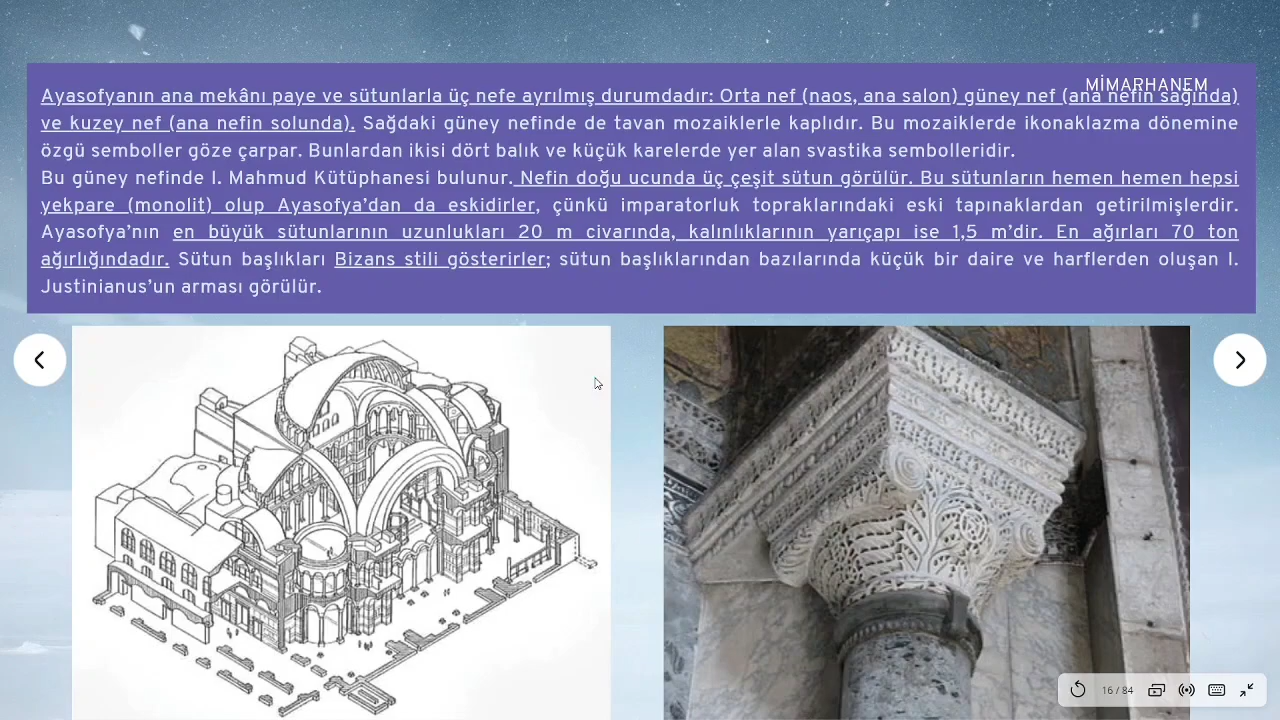 MİMARHANEM
Ayasofyanın ana mekânı paye ve sütunlarla üç nefe ayrılmış durumdadır: Orta nef (naos, ana salon) güney nef (ana nefin sağında)
ve kuzey nef (ana nefin solunda). Sağdaki güney nefinde de tavan mozaiklerle kaplıdır. Bu mozaiklerde ikonaklazma dönemine
özgü semboller göze çarpar. Bunlardan ikisi dört balık ve küçük karelerde yer alan svastika sembolleridir.
Bu güney nefinde I. Mahmud Kütüphanesi bulunur. Nefin doğu ucunda üç çeşit sütun görülür. Bu sütunların hemen hemen hepsi
yekpare (monolit) olup Ayasofya’dan da eskidirler, çünkü imparatorluk topraklarındaki eski tapınaklardan getirilmişlerdir.
Ayasofya’nın en büyük sütunlarının uzunlukları 20 m civarında, kalınlıklarının yarıçapı ise 1,5 m’dir. En ağırları 70 ton
ağırlığındadır. Sütun başlıkları Bizans stili gösterirler; sütun başlıklarından bazılarında küçük bir daire ve harflerden oluşan I.
Justinianus’un arması görülür.
16 / 84